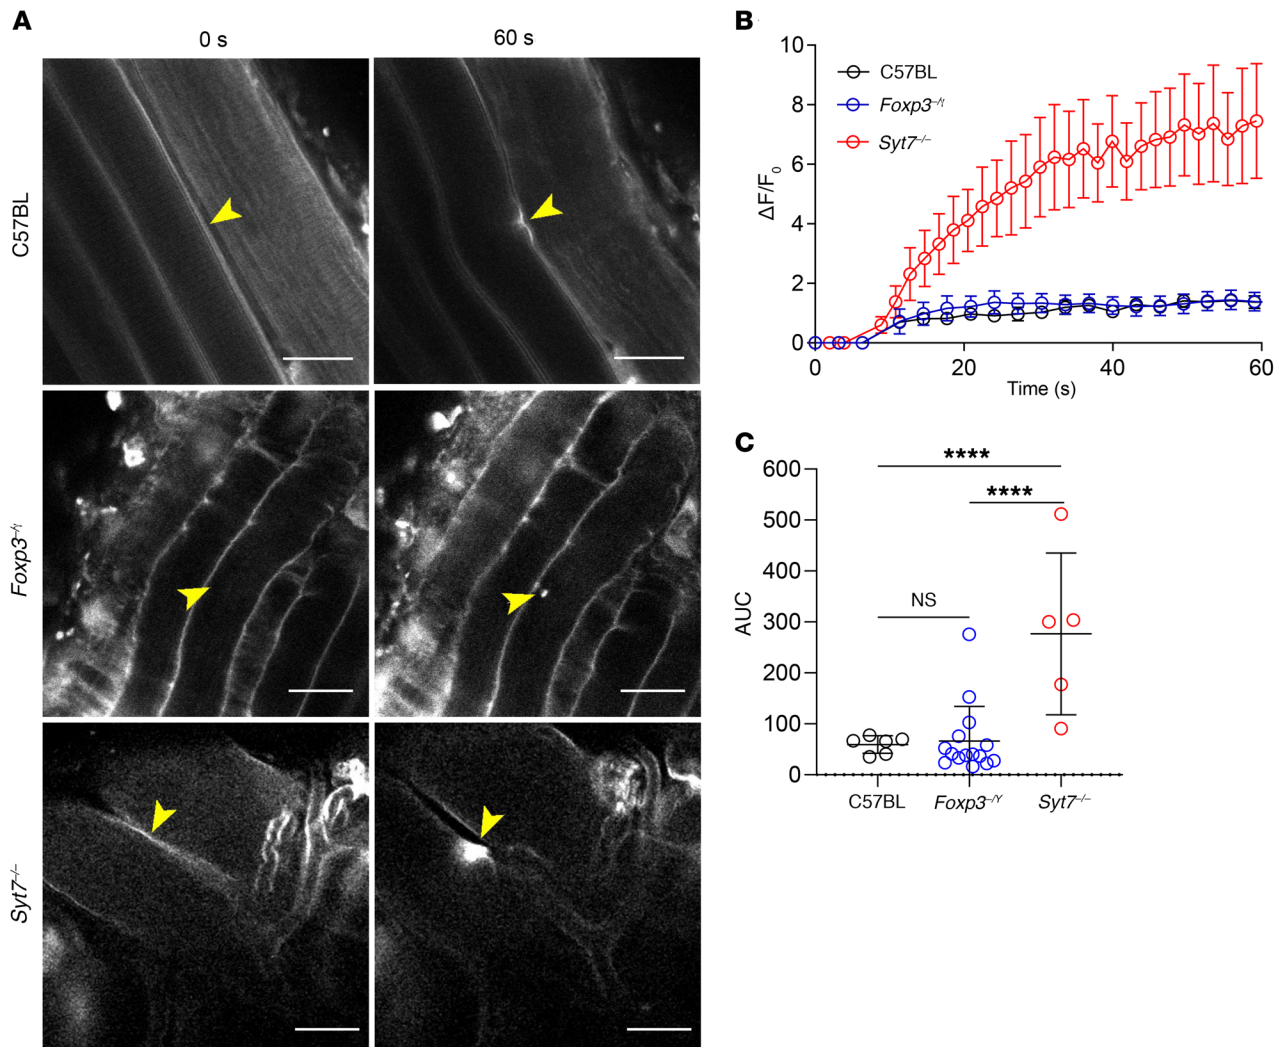 A
0 s
60 s
C57BL
Foxp3–/Y
Syt7–/–
B
10
8
6
4
2
0
ΔF/F0
C57BL
Foxp3–/Y
Syt7–/–
0
20
40
60
Time (s)
C
600
500
400
300
200
100
0
AUC
****
****
NS
C57BL
Foxp3–/Y
Syt7–/–